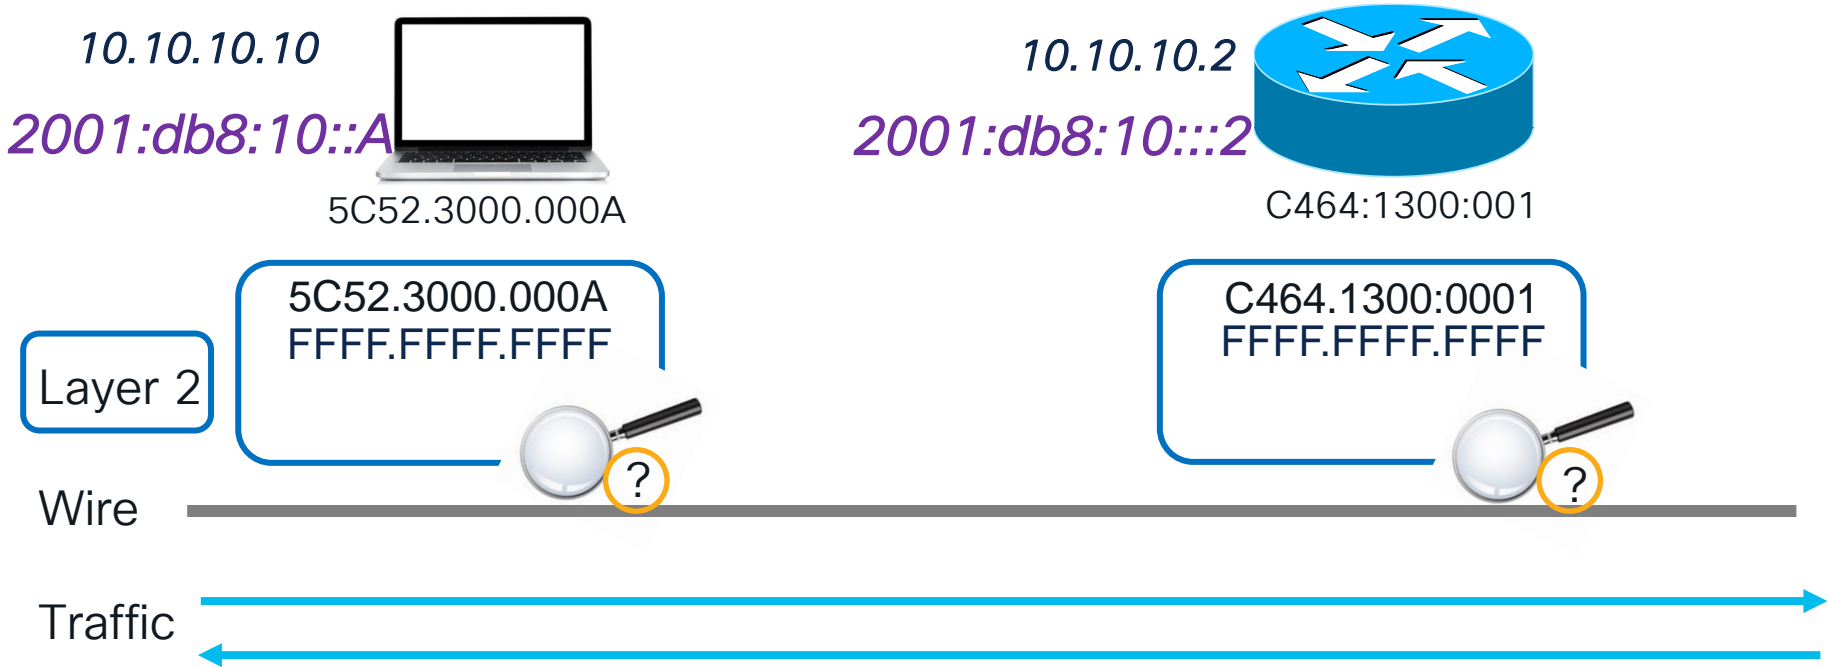 10.10.10.10
2001:db8:10::A
5C52.3000.000A
10.10.10.2
2001:db8:10:::2
C464:1300:001
Layer 2
5C52.3000.000A
FFFF.FFFF.FFFF
?
C464.1300:0001
FFFF.FFFF.FFFF
?
Wire
Traffic